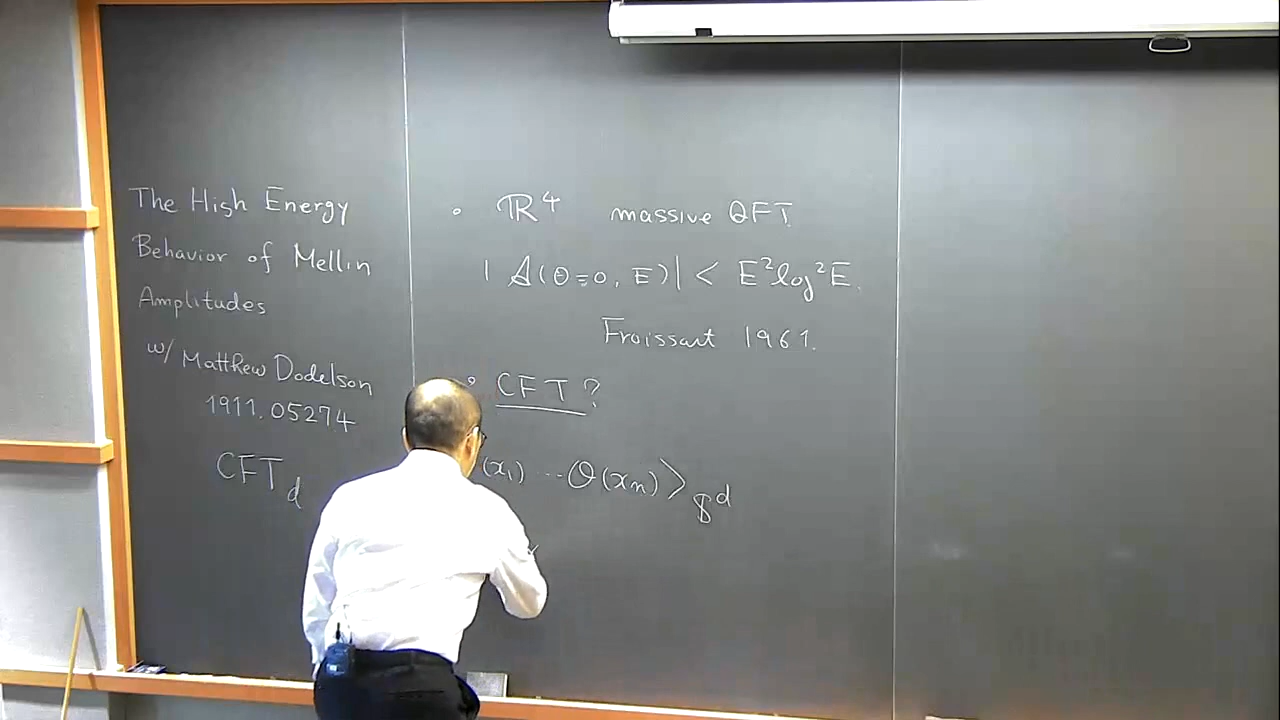 The High Energy
Behavior of Mellin
Amplitudes
w/ Matthew Dodelson
1911.05274
CFT_d
• ℝ⁴ massive QFT.
|A(θ=0, E)| < E² log² E.
Froissart 1961.
• CFT?
(x₁) ... O(xₙ)⟩_{S^d}